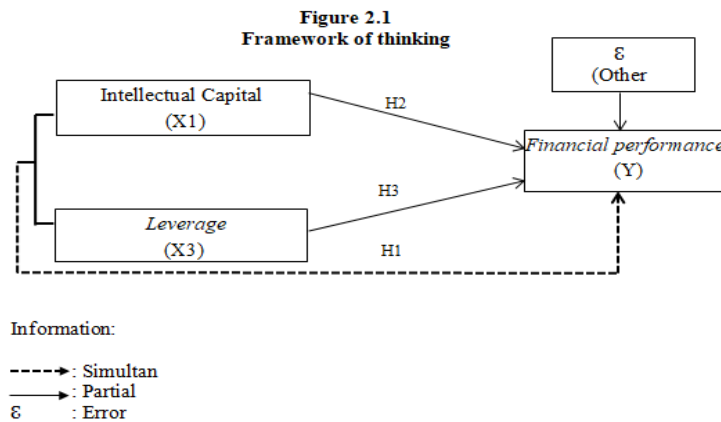 Figure 2.1
Framework of thinking
Ɛ
(Other
Intellectual Capital
(X1)
H2
Financial performance
(Y)
H3
Leverage
(X3)
H1
Information:
: Simultan
: Partial
Ɛ : Error